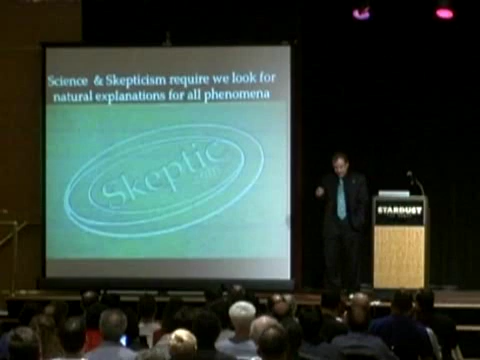 Science & Skepticism require we look for
natural explanations for all phenomena
Skeptic
STARDUST